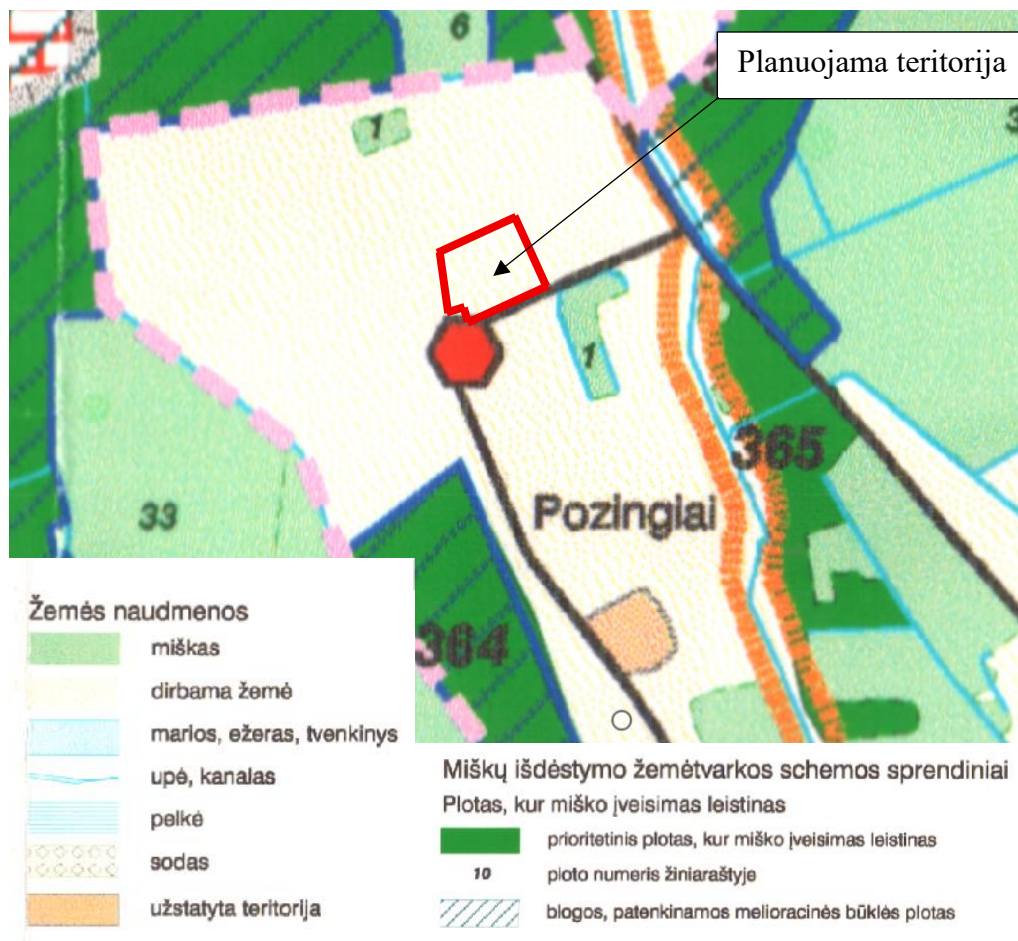 6
Planuojama teritorija
1
3
1
365
33
Pozingiai
364
Žemės naudmenos
miškas
dirbama žemė
marios, ežeras, tvenkinys
upė, kanalas
pelkė
sodas
užstatyta teritorija
Miškų išdėstymo žemėtvarkos schemos sprendiniai
Plotas, kur miško įveisimas leistinas
prioritetinis plotas, kur miško įveisimas leistinas
10 ploto numeris žiniaraštyje
blogos, patenkinamos melioracinės būklės plotas